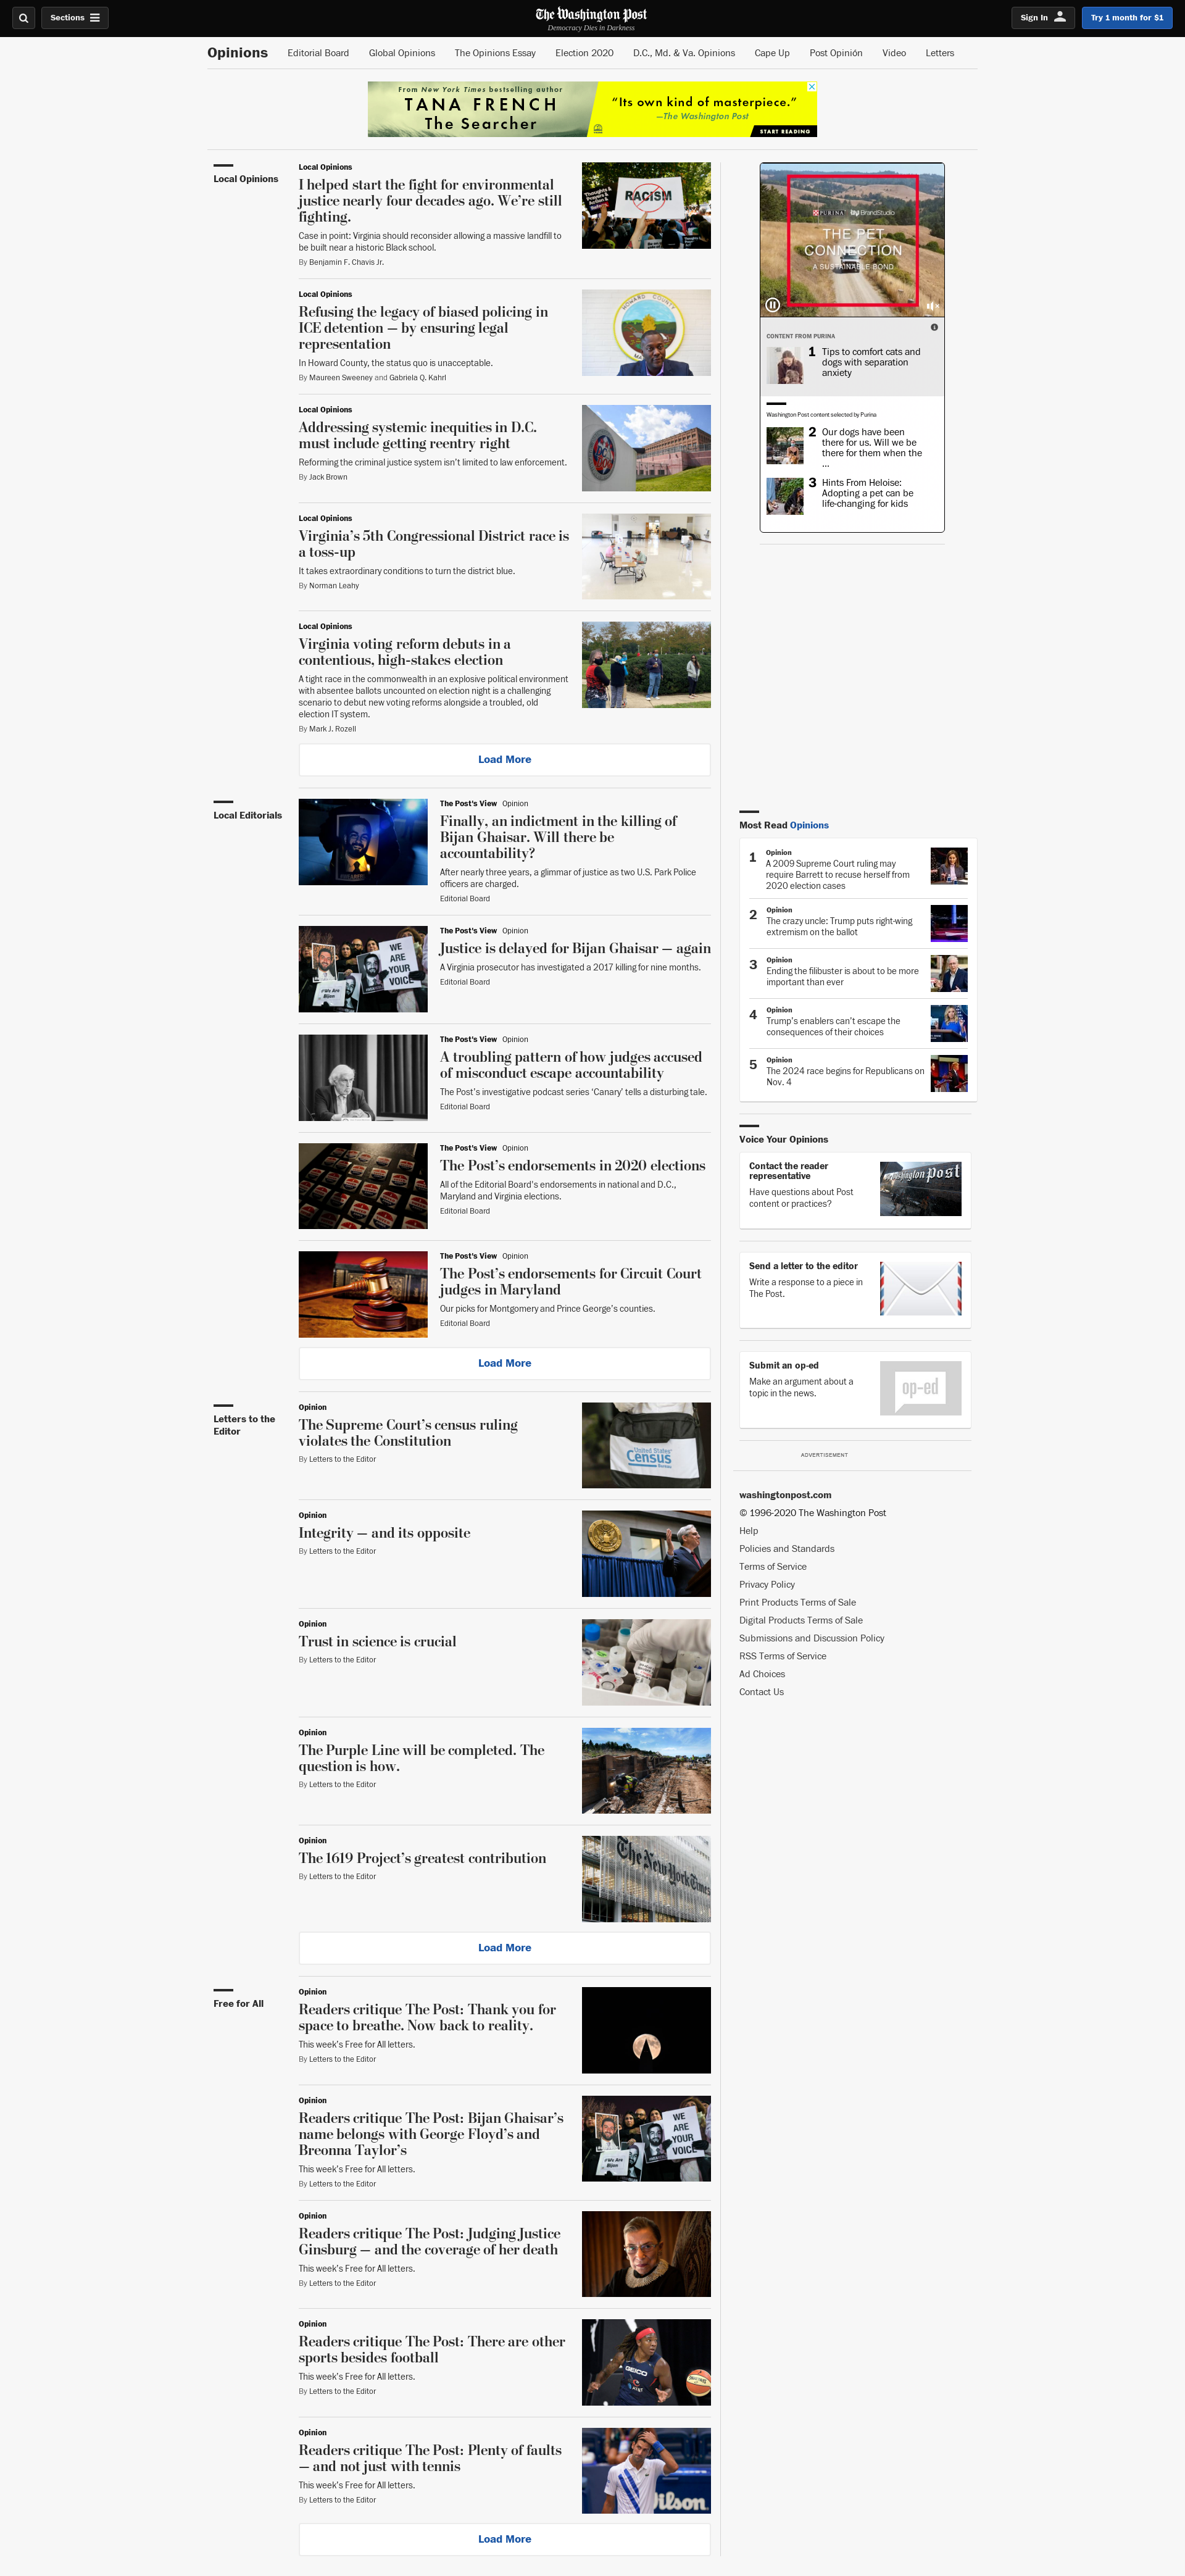 Sections
The Washington Post
Democracy Dies in Darkness
Sign In
Try 1 month for $1
Opinions
Editorial Board
Global Opinions
The Opinions Essay
Election 2020
D.C., Md. & Va. Opinions
Cape Up
Post Opinión
Video
Letters
From New York Times bestselling author
TANA FRENCH
The Searcher
“Its own kind of masterpiece.”
—The Washington Post
START READING
Local Opinions
Local Opinions
I helped start the fight for environmental
justice nearly four decades ago. We’re still
fighting.
Case in point: Virginia should reconsider allowing a massive landfill to
be built near a historic Black school.
By Benjamin F. Chavis Jr.
RACISM
Local Opinions
Refusing the legacy of biased policing in
ICE detention — by ensuring legal
representation
In Howard County, the status quo is unacceptable.
By Maureen Sweeney and Gabriela Q. Kahrl
HOWARD COUNTY
Local Opinions
Addressing systemic inequities in D.C.
must include getting reentry right
Reforming the criminal justice system isn’t limited to law enforcement.
By Jack Brown
Local Opinions
Virginia’s 5th Congressional District race is
a toss-up
It takes extraordinary conditions to turn the district blue.
By Norman Leahy
Local Opinions
Virginia voting reform debuts in a
contentious, high-stakes election
A tight race in the commonwealth in an explosive political environment
with absentee ballots uncounted on election night is a challenging
scenario to debut new voting reforms alongside a troubled, old
election IT system.
By Mark J. Rozell
Load More
PURINA
BrandStudio
THE PET
CONNECTION
A SUSTAINABLE BOND
CONTENT FROM PURINA
1 Tips to comfort cats and
dogs with separation
anxiety
Washington Post content selected by Purina
2 Our dogs have been
there for us. Will we be
there for them when the
...
3 Hints From Heloise:
Adopting a pet can be
life-changing for kids
Local Editorials
The Post's View Opinion
Finally, an indictment in the killing of
Bijan Ghaisar. Will there be
accountability?
After nearly three years, a glimmar of justice as two U.S. Park Police
officers are charged.
Editorial Board
The Post's View Opinion
Justice is delayed for Bijan Ghaisar — again
A Virginia prosecutor has investigated a 2017 killing for nine months.
Editorial Board
WE
ARE
YOUR
VOICE
The Post's View Opinion
A troubling pattern of how judges accused
of misconduct escape accountability
The Post’s investigative podcast series ‘Canary’ tells a disturbing tale.
Editorial Board
The Post's View Opinion
The Post’s endorsements in 2020 elections
All of the Editorial Board's endorsements in national and D.C.,
Maryland and Virginia elections.
Editorial Board
The Post's View Opinion
The Post’s endorsements for Circuit Court
judges in Maryland
Our picks for Montgomery and Prince George’s counties.
Editorial Board
Load More
Most Read Opinions
1 Opinion
A 2009 Supreme Court ruling may
require Barrett to recuse herself from
2020 election cases
2 Opinion
The crazy uncle: Trump puts right-wing
extremism on the ballot
3 Opinion
Ending the filibuster is about to be more
important than ever
4 Opinion
Trump’s enablers can’t escape the
consequences of their choices
5 Opinion
The 2024 race begins for Republicans on
Nov. 4
Voice Your Opinions
Contact the reader
representative
Have questions about Post
content or practices?
Washington Post
Send a letter to the editor
Write a response to a piece in
The Post.
Submit an op-ed
Make an argument about a
topic in the news.
op-ed
ADVERTISEMENT
washingtonpost.com
© 1996-2020 The Washington Post
Help
Policies and Standards
Terms of Service
Privacy Policy
Print Products Terms of Sale
Digital Products Terms of Sale
Submissions and Discussion Policy
RSS Terms of Service
Ad Choices
Contact Us
Letters to the
Editor
Opinion
The Supreme Court’s census ruling
violates the Constitution
By Letters to the Editor
United States
Census
Bureau
Opinion
Integrity — and its opposite
By Letters to the Editor
Opinion
Trust in science is crucial
By Letters to the Editor
Opinion
The Purple Line will be completed. The
question is how.
By Letters to the Editor
Opinion
The 1619 Project’s greatest contribution
By Letters to the Editor
The New York Times
Load More
Free for All
Opinion
Readers critique The Post: Thank you for
space to breathe. Now back to reality.
This week’s Free for All letters.
By Letters to the Editor
Opinion
Readers critique The Post: Bijan Ghaisar’s
name belongs with George Floyd’s and
Breonna Taylor’s
This week’s Free for All letters.
By Letters to the Editor
WE
ARE
YOUR
VOICE
Opinion
Readers critique The Post: Judging Justice
Ginsburg — and the coverage of her death
This week’s Free for All letters.
By Letters to the Editor
Opinion
Readers critique The Post: There are other
sports besides football
This week’s Free for All letters.
By Letters to the Editor
GEICO
Opinion
Readers critique The Post: Plenty of faults
— and not just with tennis
This week’s Free for All letters.
By Letters to the Editor
Wilson
Load More